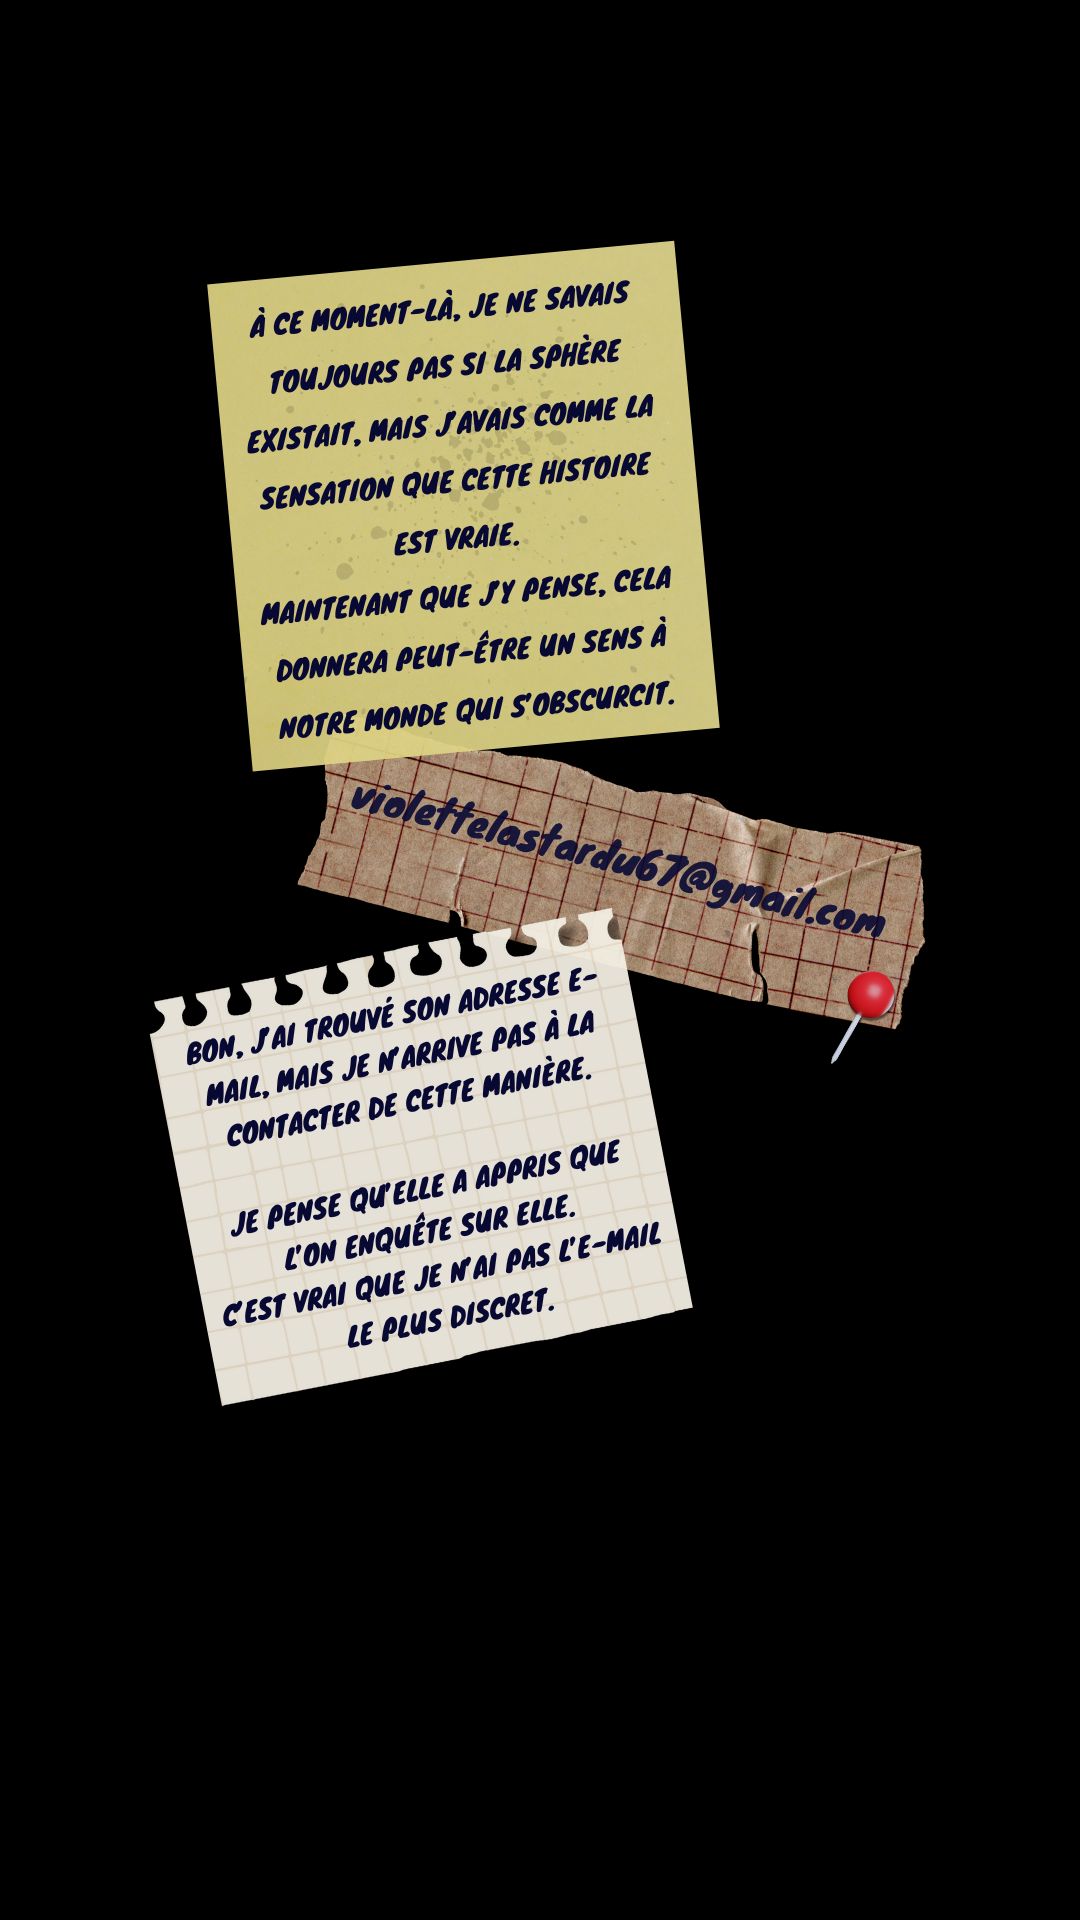 À CE MOMENT-LÀ, JE NE SAVAIS
TOUJOURS PAS SI LA SPHÈRE
EXISTAIT, MAIS J'AVAIS COMME LA
SENSATION QUE CETTE HISTOIRE
EST VRAIE.
MAINTENANT QUE J'Y PENSE, CELA
DONNERA PEUT-ÊTRE UN SENS À
NOTRE MONDE QUI S'OBSCURCIT.
violettelastardu67@gmail.com
BON, J'AI TROUVÉ SON ADRESSE E-
MAIL, MAIS JE N'ARRIVE PAS À LA
CONTACTER DE CETTE MANIÈRE.
JE PENSE QU'ELLE A APPRIS QUE
L'ON ENQUÊTE SUR ELLE.
C'EST VRAI QUE JE N'AI PAS L'E-MAIL
LE PLUS DISCRET.